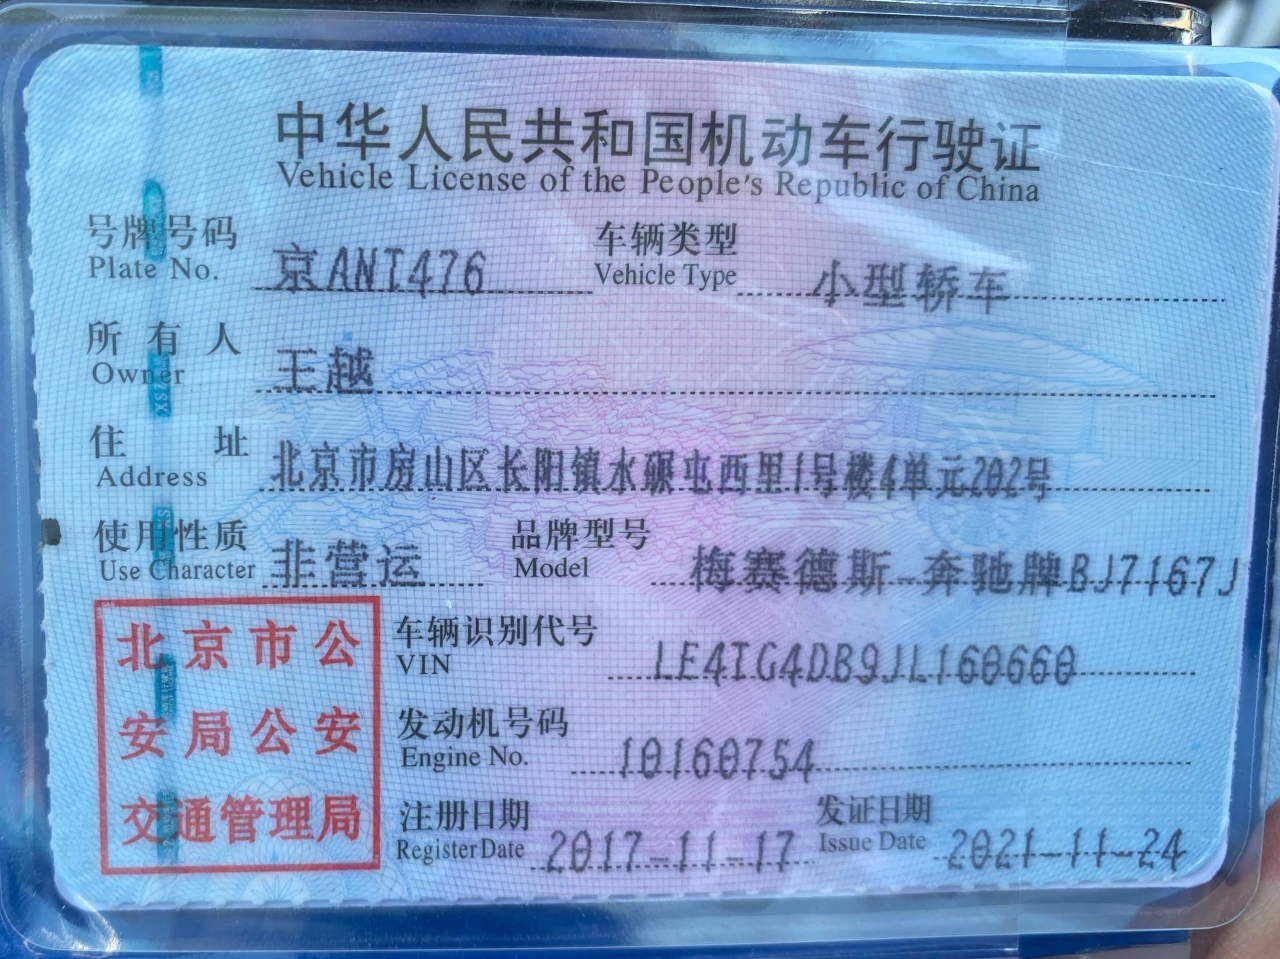 中华人民共和国机动车行驶证
Vehicle License of the People's Republic of China
号牌号码 京ANT476 车辆类型 小型轿车
Plate No. Vehicle Type
所有人 王越
Owner
住址 北京市房山区长阳镇水碾屯西里1号楼4单元202号
Address
使用性质 非营运 品牌型号 梅赛德斯-奔驰牌BJ7167J
Use Character Model
北京市公
安局公安
交通管理局
车辆识别代号 LE4TG4DB9JL160660
VIN
发动机号码 10160754
Engine No.
注册日期 2017-11-17 发证日期 2021-11-24
Register Date Issue Date